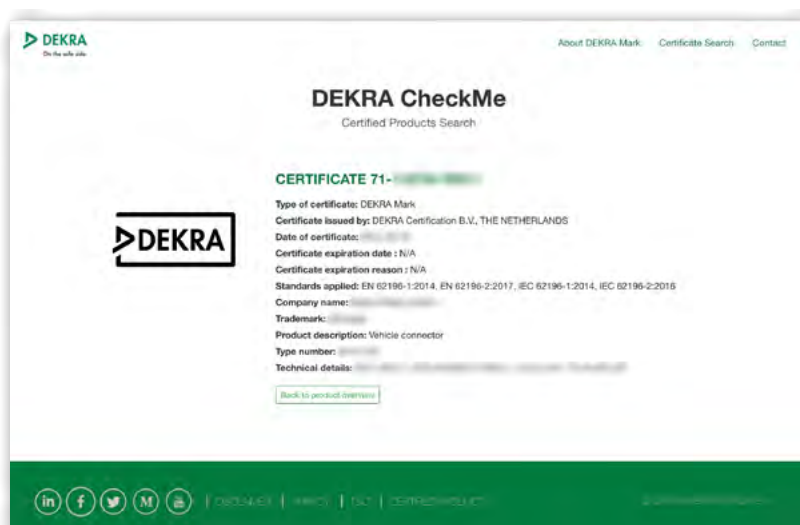 DEKRA
On the safe side.
About DEKRA Mark Certificate Search Contact
DEKRA CheckMe
Certified Products Search
CERTIFICATE 71-
Type of certificate: DEKRA Mark
Certificate issued by: DEKRA Certification B.V., THE NETHERLANDS
Date of certificate:
Certificate expiration date : N/A
Certificate expiration reason : N/A
Standards applied: EN 62196-1:2014, EN 62196-2:2017, IEC 62196-1:2014, IEC 62196-2:2016
Company name:
Trademark:
Product description: Vehicle connector
Type number:
Technical details:
DEKRA
Back to product overview